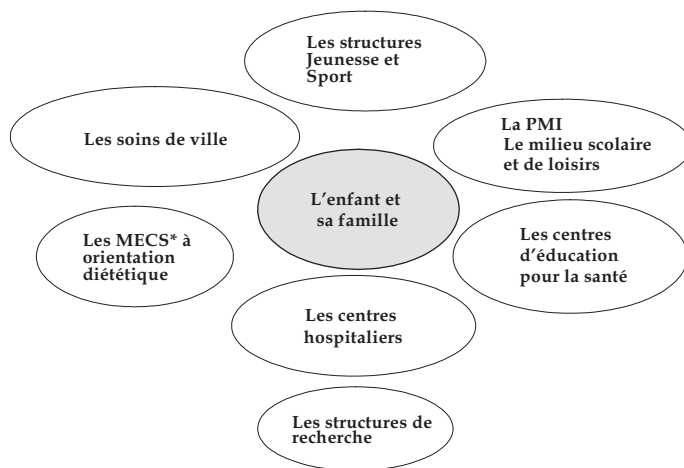 Les structures
Jeunesse et
Sport
Les soins de ville
La PMI
Le milieu scolaire
et de loisirs
L'enfant et
sa famille
Les MECS* à
orientation
diététique
Les centres
d'éducation
pour la santé
Les centres
hospitaliers
Les structures de
recherche